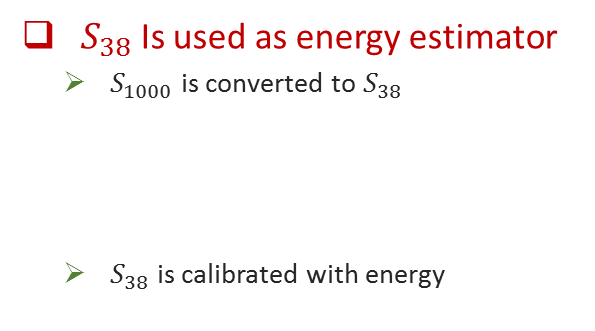 S₃₈ Is used as energy estimator
S₁₀₀₀ is converted to S₃₈
S₃₈ is calibrated with energy